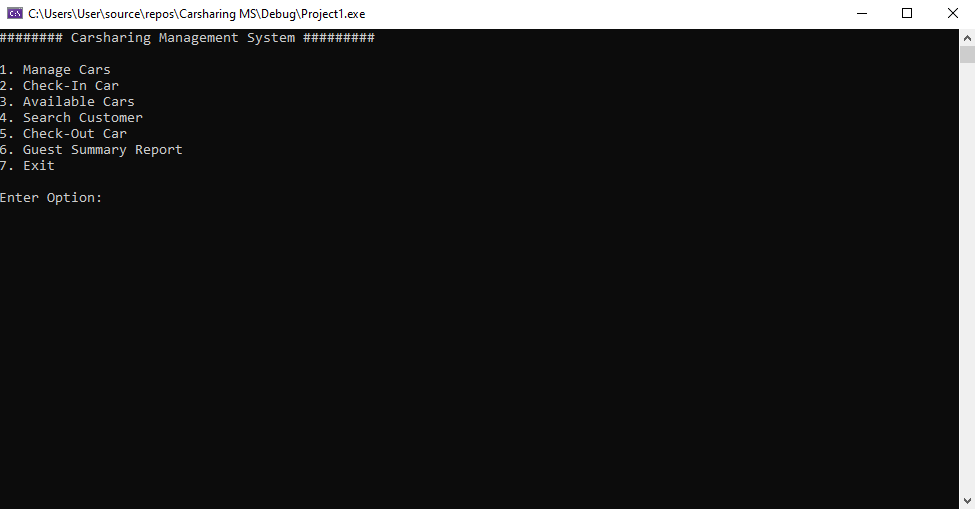 C:\Users\User\source\repos\Carsharing MS\Debug\Project1.exe
######## Carsharing Management System #########
1. Manage Cars
2. Check-In Car
3. Available Cars
4. Search Customer
5. Check-Out Car
6. Guest Summary Report
7. Exit
Enter Option: